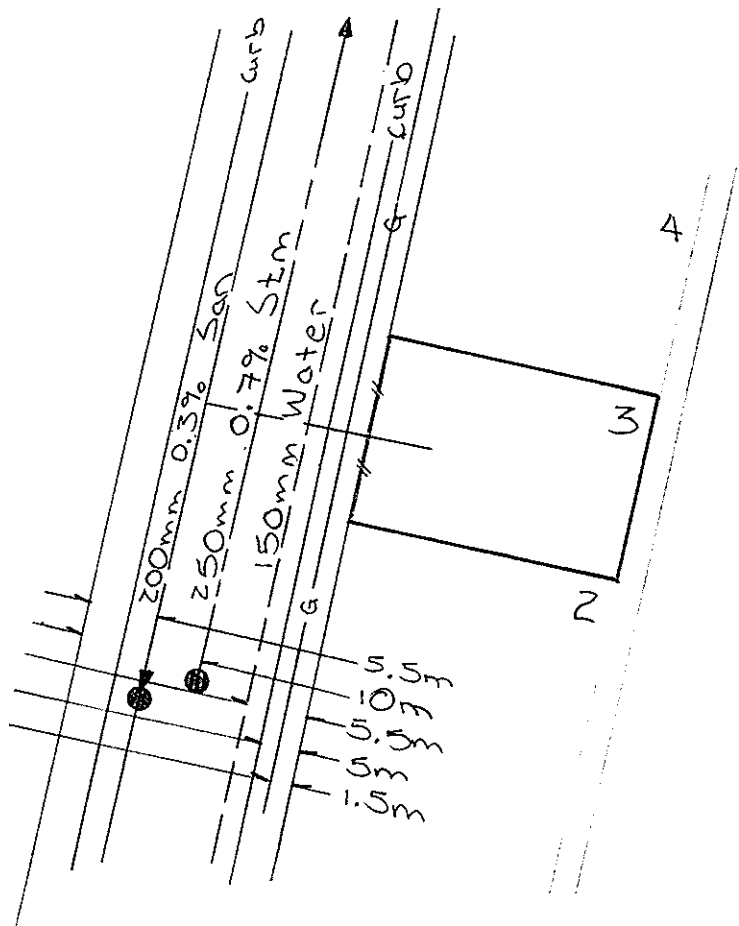 curb
curb
G
4
200mm 0.3% San
250mm 0.7% Stm
150mm Water
3
2
G
5.5m
10m
5.5m
5m
1.5m